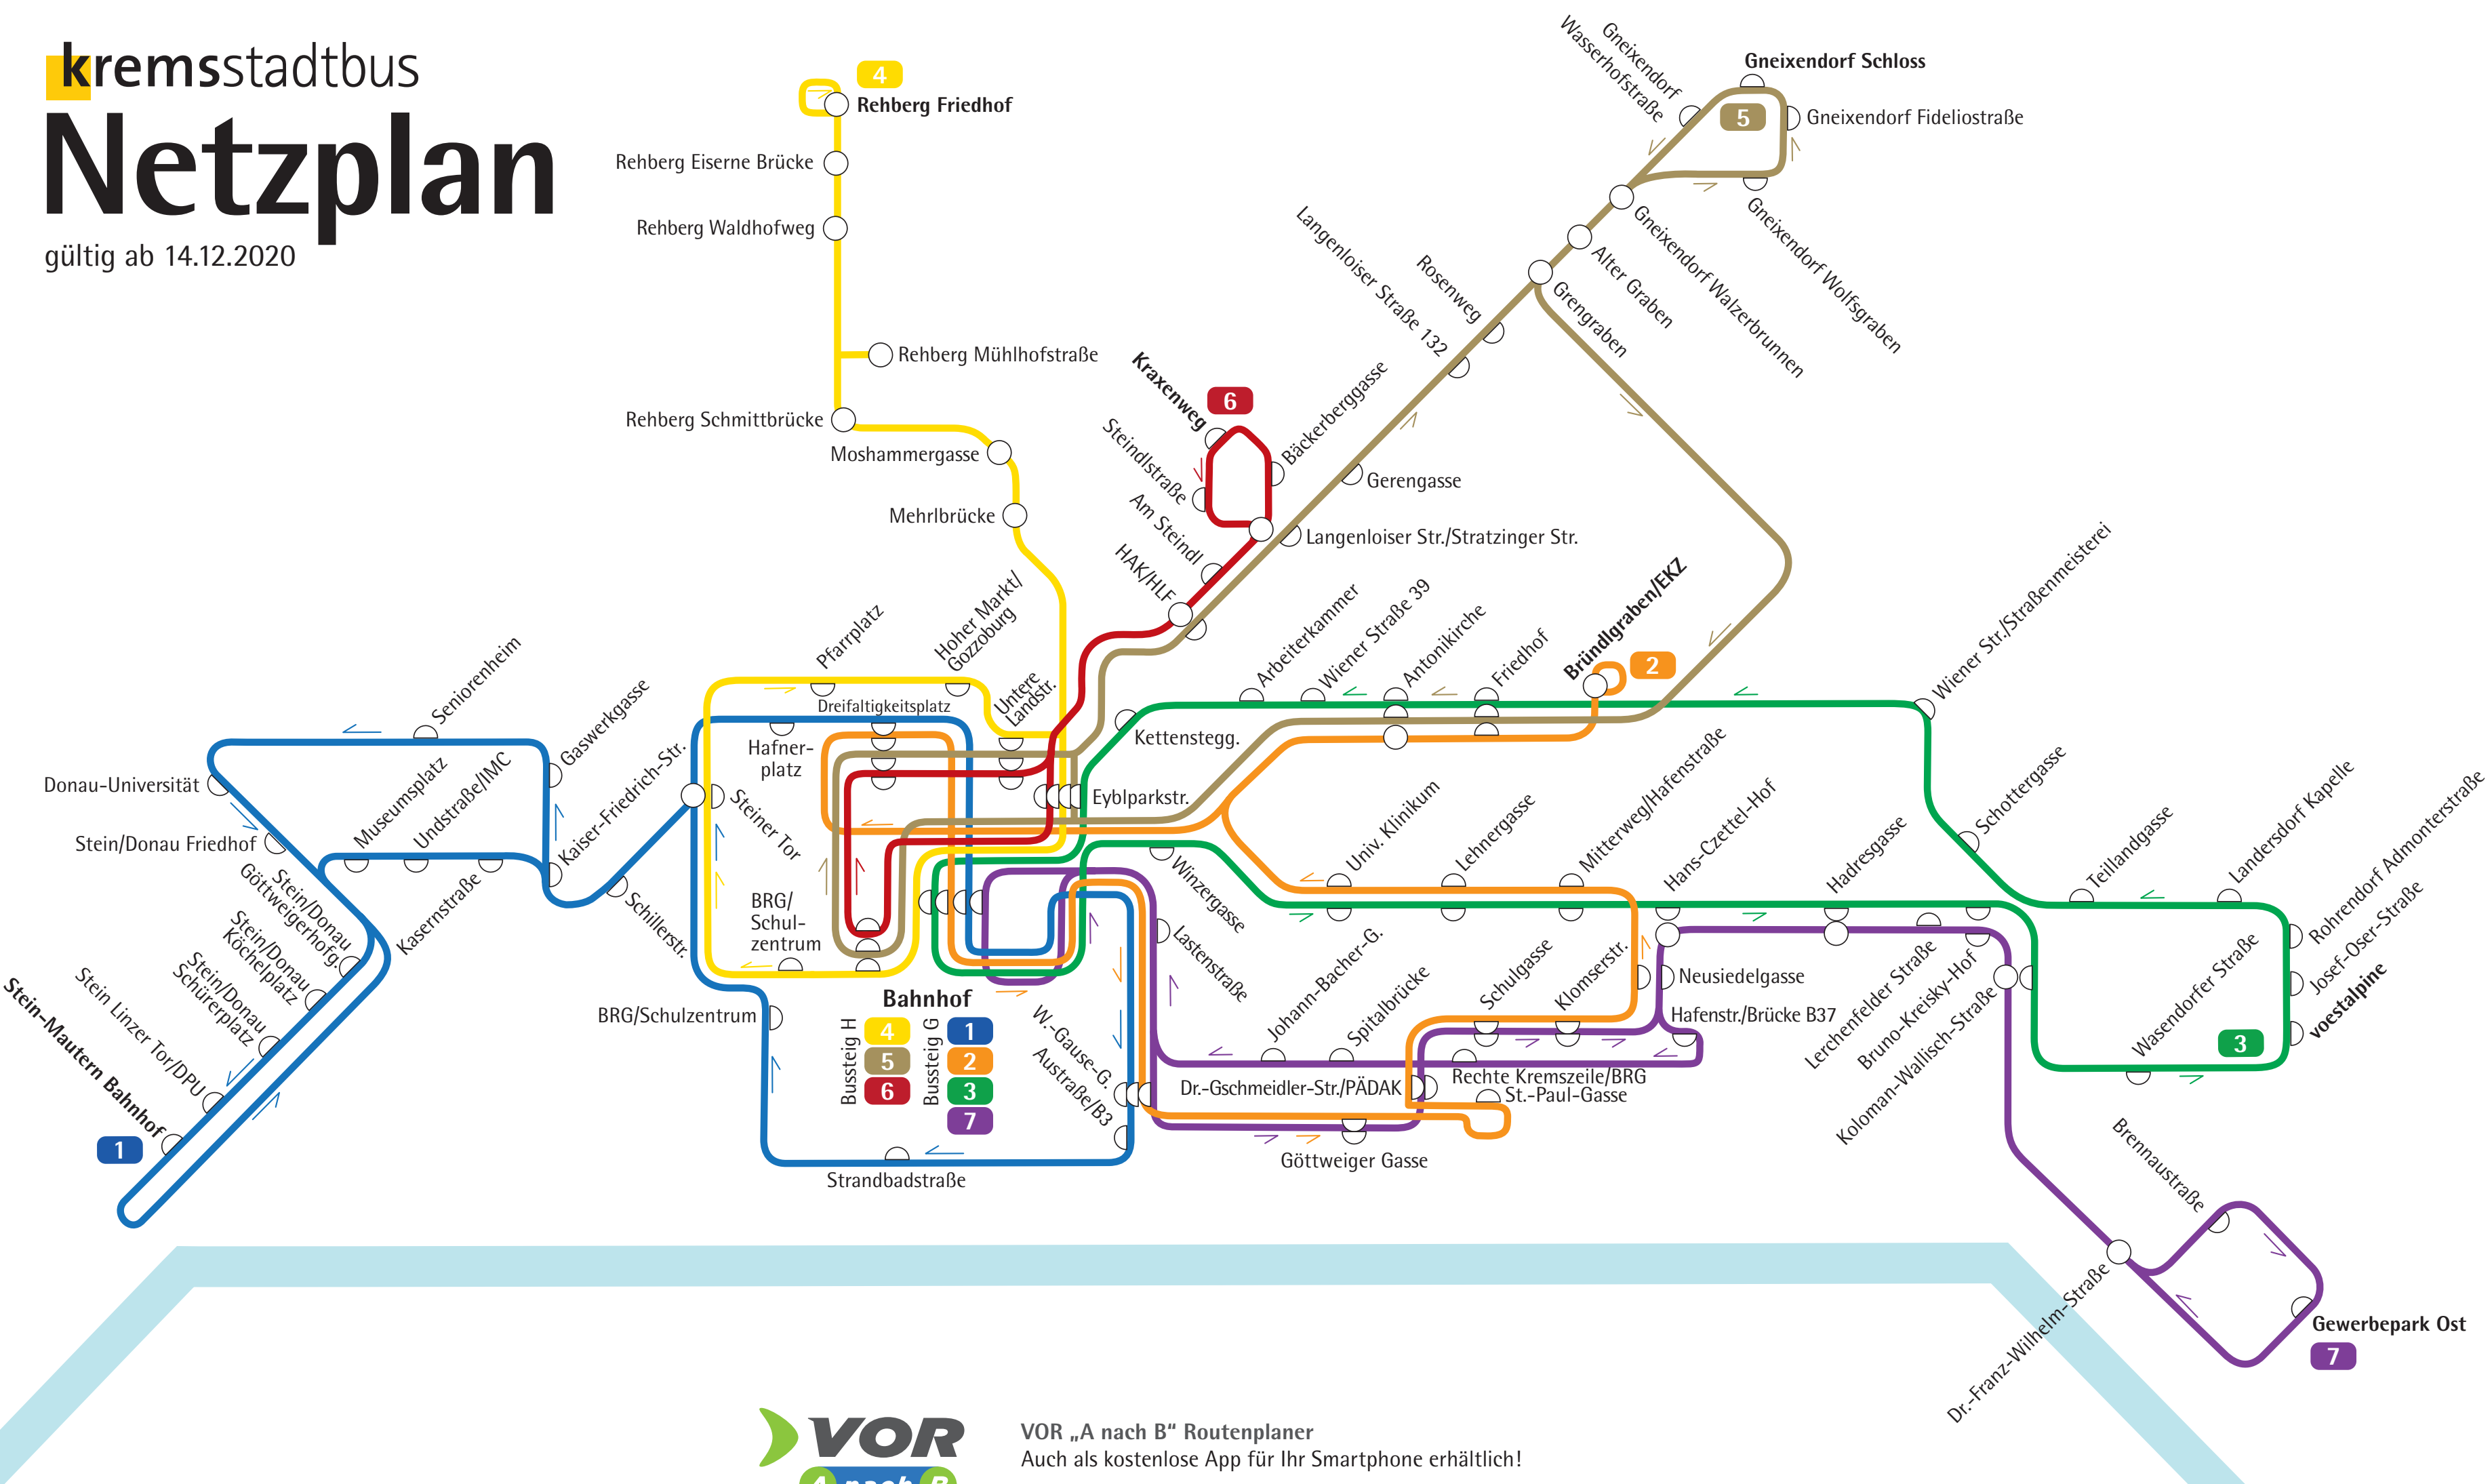 kremsstadtbus
Netzplan
gültig ab 14.12.2020
4
Rehberg Friedhof
Rehberg Eiserne Brücke
Rehberg Waldhofweg
Rehberg Mühlhofstraße
Rehberg Schmittbrücke
Moshammergasse
Mehrlbrücke
Gneixendorf
Wasserhofstraße
Gneixendorf Schloss
5
Gneixendorf Fideliostraße
Gneixendorf Wolfsgraben
Gneixendorf Walzerbrunnen
Alter Graben
Grengraben
Rosenweg
Langenloiser Straße 132
Kraxenweg
6
Bäckerberggasse
Steindlstraße
Gerengasse
Am Steindl
Langenloiser Str./Stratzinger Str.
HAK/HLF
Hoher Markt/
Gozzoburg
Pfarrplatz
Untere
Landstr.
Dreifaltigkeitsplatz
Hafner-
platz
Arbeiterkammer
Wiener Straße 39
Antonikirche
Friedhof
Bründlgraben/EKZ
2
Wiener Str./Straßenmeisterei
Kettenstegg.
Eyblparkstr.
Seniorenheim
Gaswerkgasse
Donau-Universität
Museumsplatz
Undstraße/IMC
Kaiser-Friedrich-Str.
Steiner Tor
Stein/Donau Friedhof
Stein/Donau
Göttweigerhofg.
Stein/Donau
Köchelplatz
Stein/Donau
Schürerplatz
Stein Linzer Tor/DPU
Stein-Mautern Bahnhof
1
Kasernstraße
Schillerstr.
BRG/
Schul-
zentrum
BRG/Schulzentrum
Bahnhof
Bussteig H
4
5
6
Bussteig G
1
2
3
7
Strandbadstraße
W.-Gause-G.
Austraße/B3
Winzergasse
Lastenstraße
Univ. Klinikum
Lehnergasse
Mitterweg/Hafenstraße
Hans-Czettel-Hof
Hadresgasse
Schottergasse
Teillandgasse
Landersdorf Kapelle
Rohrendorf Admonterstraße
Josef-Oser-Straße
voestalpine
3
Wasendorfer Straße
Johann-Bacher-G.
Spitalbrücke
Schulgasse
Klomserstr.
Neusiedelgasse
Hafenstr./Brücke B37
Lerchenfelder Straße
Bruno-Kreisky-Hof
Koloman-Wallisch-Straße
Dr.-Gschmeidler-Str./PÄDAK
Rechte Kremszeile/BRG
St.-Paul-Gasse
Göttweiger Gasse
Brennaustraße
Dr.-Franz-Wilhelm-Straße
Gewerbepark Ost
7
VOR
A nach B
VOR „A nach B“ Routenplaner
Auch als kostenlose App für Ihr Smartphone erhältlich!